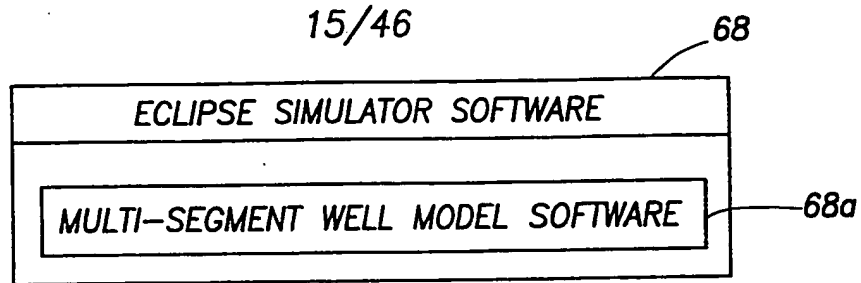 15/46
68
ECLIPSE SIMULATOR SOFTWARE
MULTI-SEGMENT WELL MODEL SOFTWARE
68a